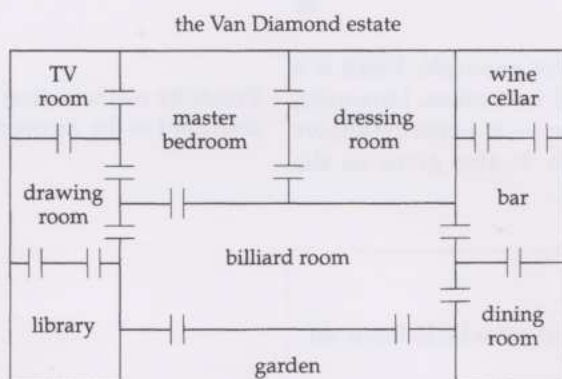 the Van Diamond estate
TV
room
wine
cellar
master
bedroom
dressing
room
drawing
room
bar
billiard room
library
dining
room
garden